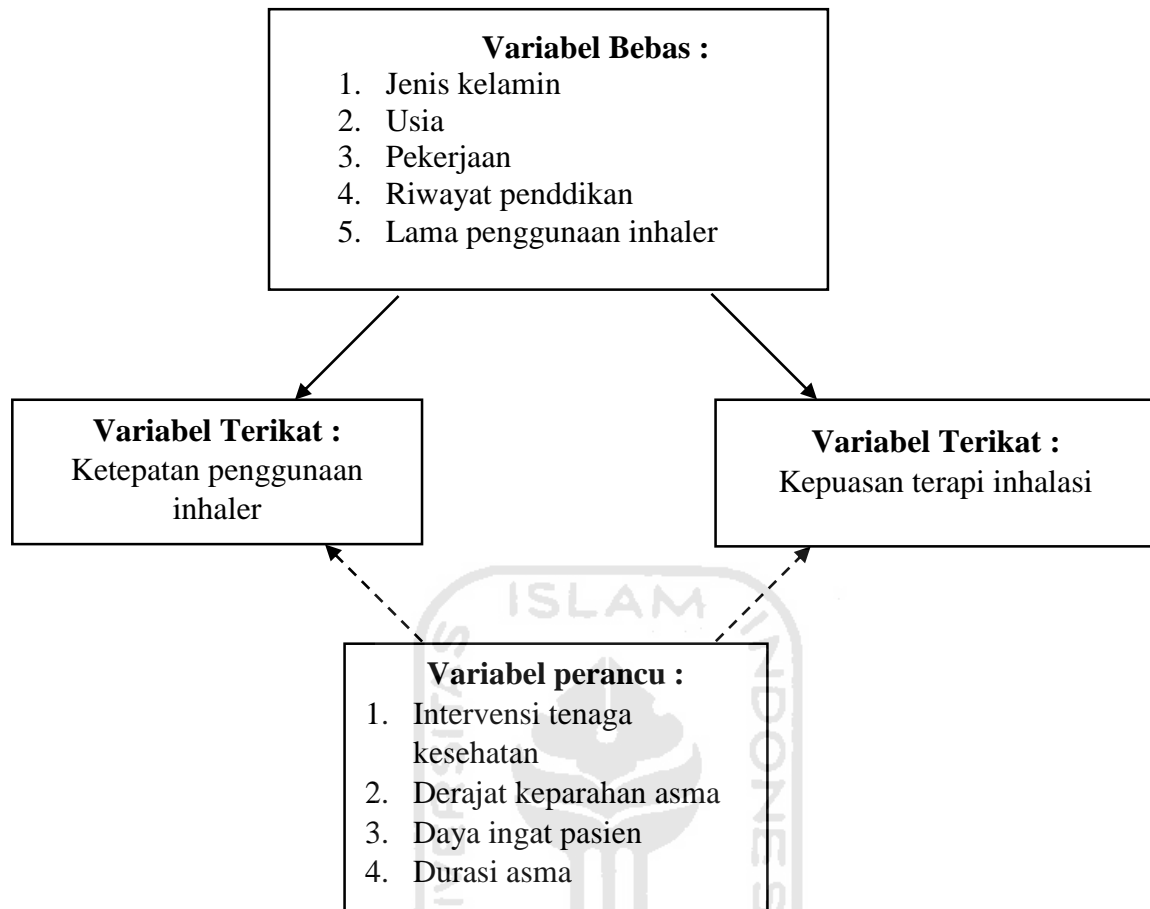 Variabel Bebas :
1. Jenis kelamin
2. Usia
3. Pekerjaan
4. Riwayat penddikan
5. Lama penggunaan inhaler
Variabel Terikat :
Ketepatan penggunaan
inhaler
Variabel Terikat :
Kepuasan terapi inhalasi
ISLAM
Variabel perancu :
1. Intervensi tenaga
kesehatan
2. Derajat keparahan asma
3. Daya ingat pasien
4. Durasi asma